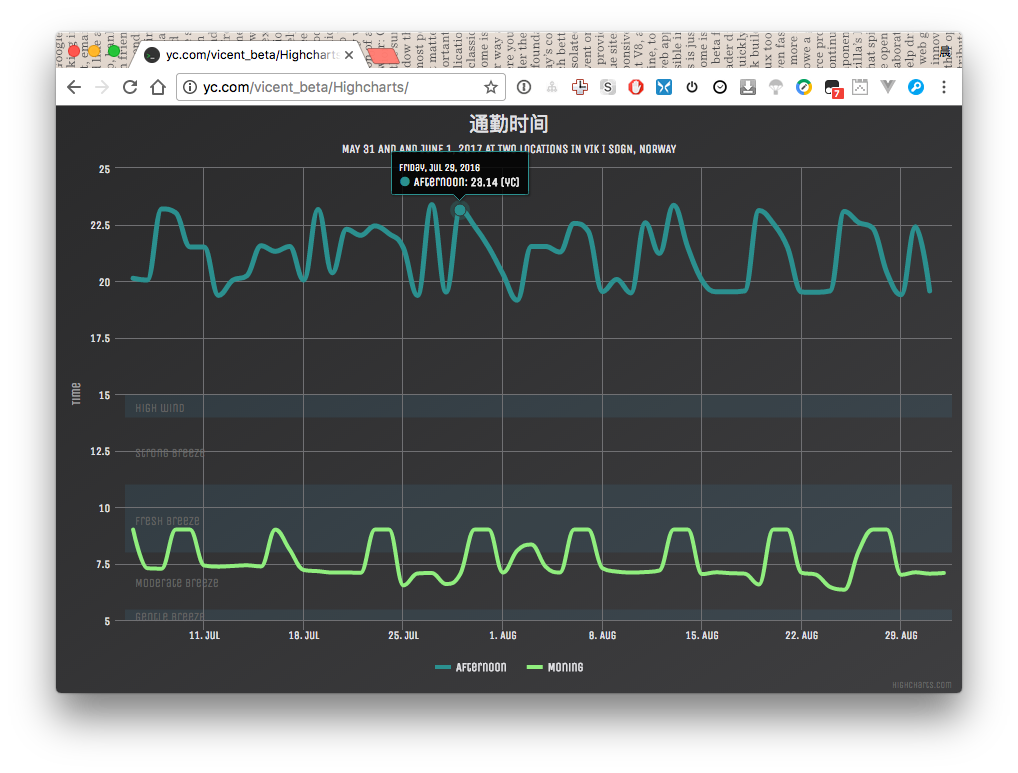 yc.com/vicent_beta/Highcharts
yc.com/vicent_beta/Highcharts/
S
7
通勤时间
MAY 31 AND AND JUNE 1, 2017 AT TWO LOCATIONS IN VIK I SOGN, NORWAY
Friday, Jul 29, 2016
Afternoon: 23.14 (YC)
25
22.5
20
17.5
15
12.5
10
7.5
5
Time
High wind
Strong breeze
Fresh breeze
Moderate breeze
Gentle breeze
11. JUL
18. JUL
25. JUL
1. AUG
8. AUG
15. AUG
22. AUG
29. AUG
Afternoon
Moning
Highcharts.com